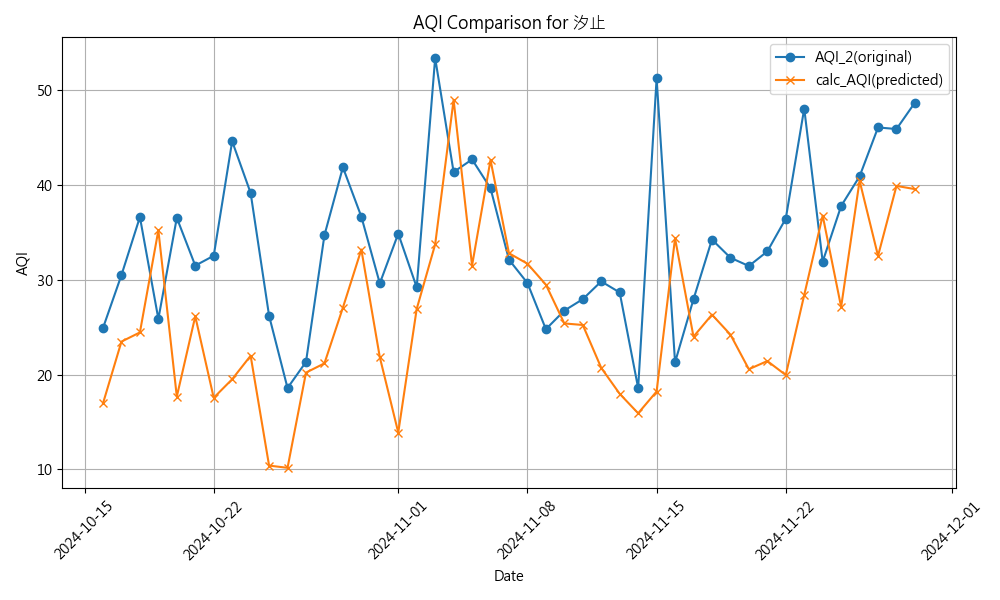 AQI Comparison for 汐止
AQI_2(original)
calc_AQI(predicted)
AQI
50
40
30
20
10
2024-10-15
2024-10-22
2024-11-01
2024-11-08
2024-11-15
2024-11-22
2024-12-01
Date